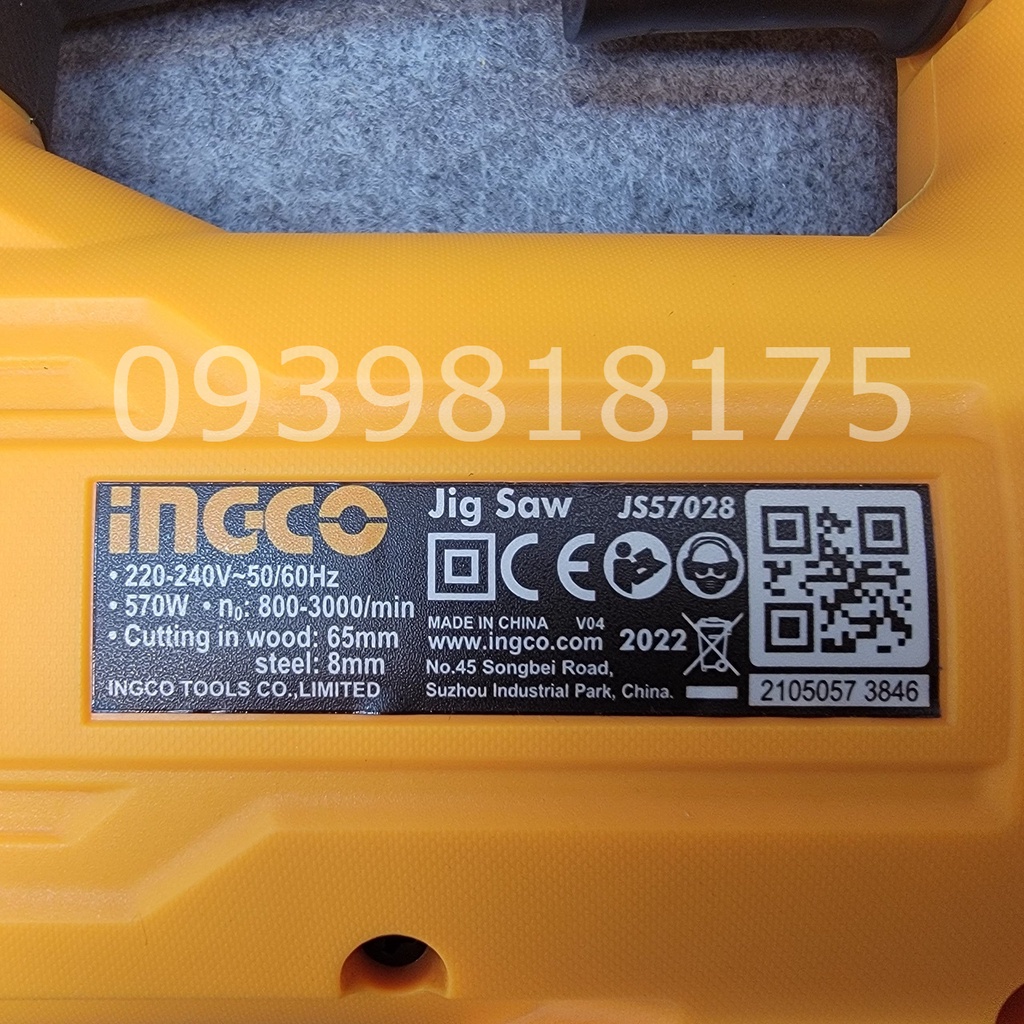 0939818175
INGCO
• 220-240V~50/60Hz
• 570W • n₀: 800-3000/min
• Cutting in wood: 65mm
steel: 8mm
INGCO TOOLS CO.,LIMITED
Jig Saw JS57028
CE
MADE IN CHINA V04
www.ingco.com 2022
No.45 Songbei Road,
Suzhou Industrial Park, China.
2105057 3846